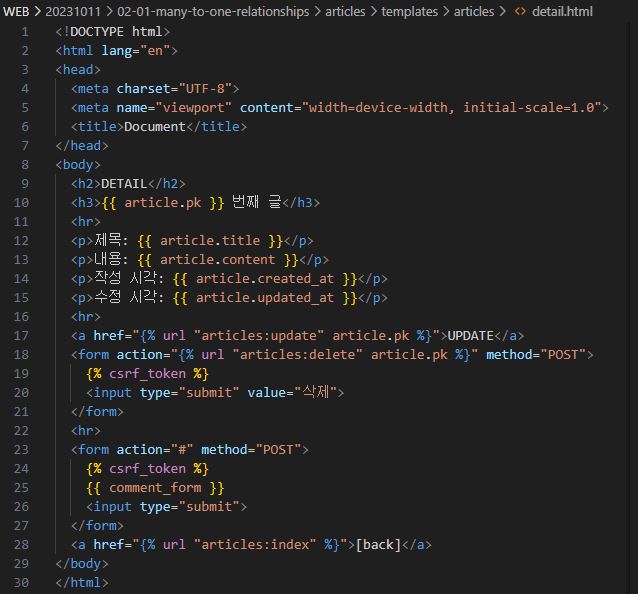 WEB > 20231011 > 02-01-many-to-one-relationships > articles > templates > articles > <> detail.html
1 <!DOCTYPE html>
2 <html lang="en">
3 <head>
4 <meta charset="UTF-8">
5 <meta name="viewport" content="width=device-width, initial-scale=1.0">
6 <title>Document</title>
7 </head>
8 <body>
9 <h2>DETAIL</h2>
10 <h3>{{ article.pk }} 번째 글</h3>
11 <hr>
12 <p>제목: {{ article.title }}</p>
13 <p>내용: {{ article.content }}</p>
14 <p>작성 시각: {{ article.created_at }}</p>
15 <p>수정 시각: {{ article.updated_at }}</p>
16 <hr>
17 <a href="{% url "articles:update" article.pk %}">UPDATE</a>
18 <form action="{% url "articles:delete" article.pk %}" method="POST">
19 {% csrf_token %}
20 <input type="submit" value="삭제">
21 </form>
22 <hr>
23 <form action="#" method="POST">
24 {% csrf_token %}
25 {{ comment_form }}
26 <input type="submit">
27 </form>
28 <a href="{% url "articles:index" %}">[back]</a>
29 </body>
30 </html>